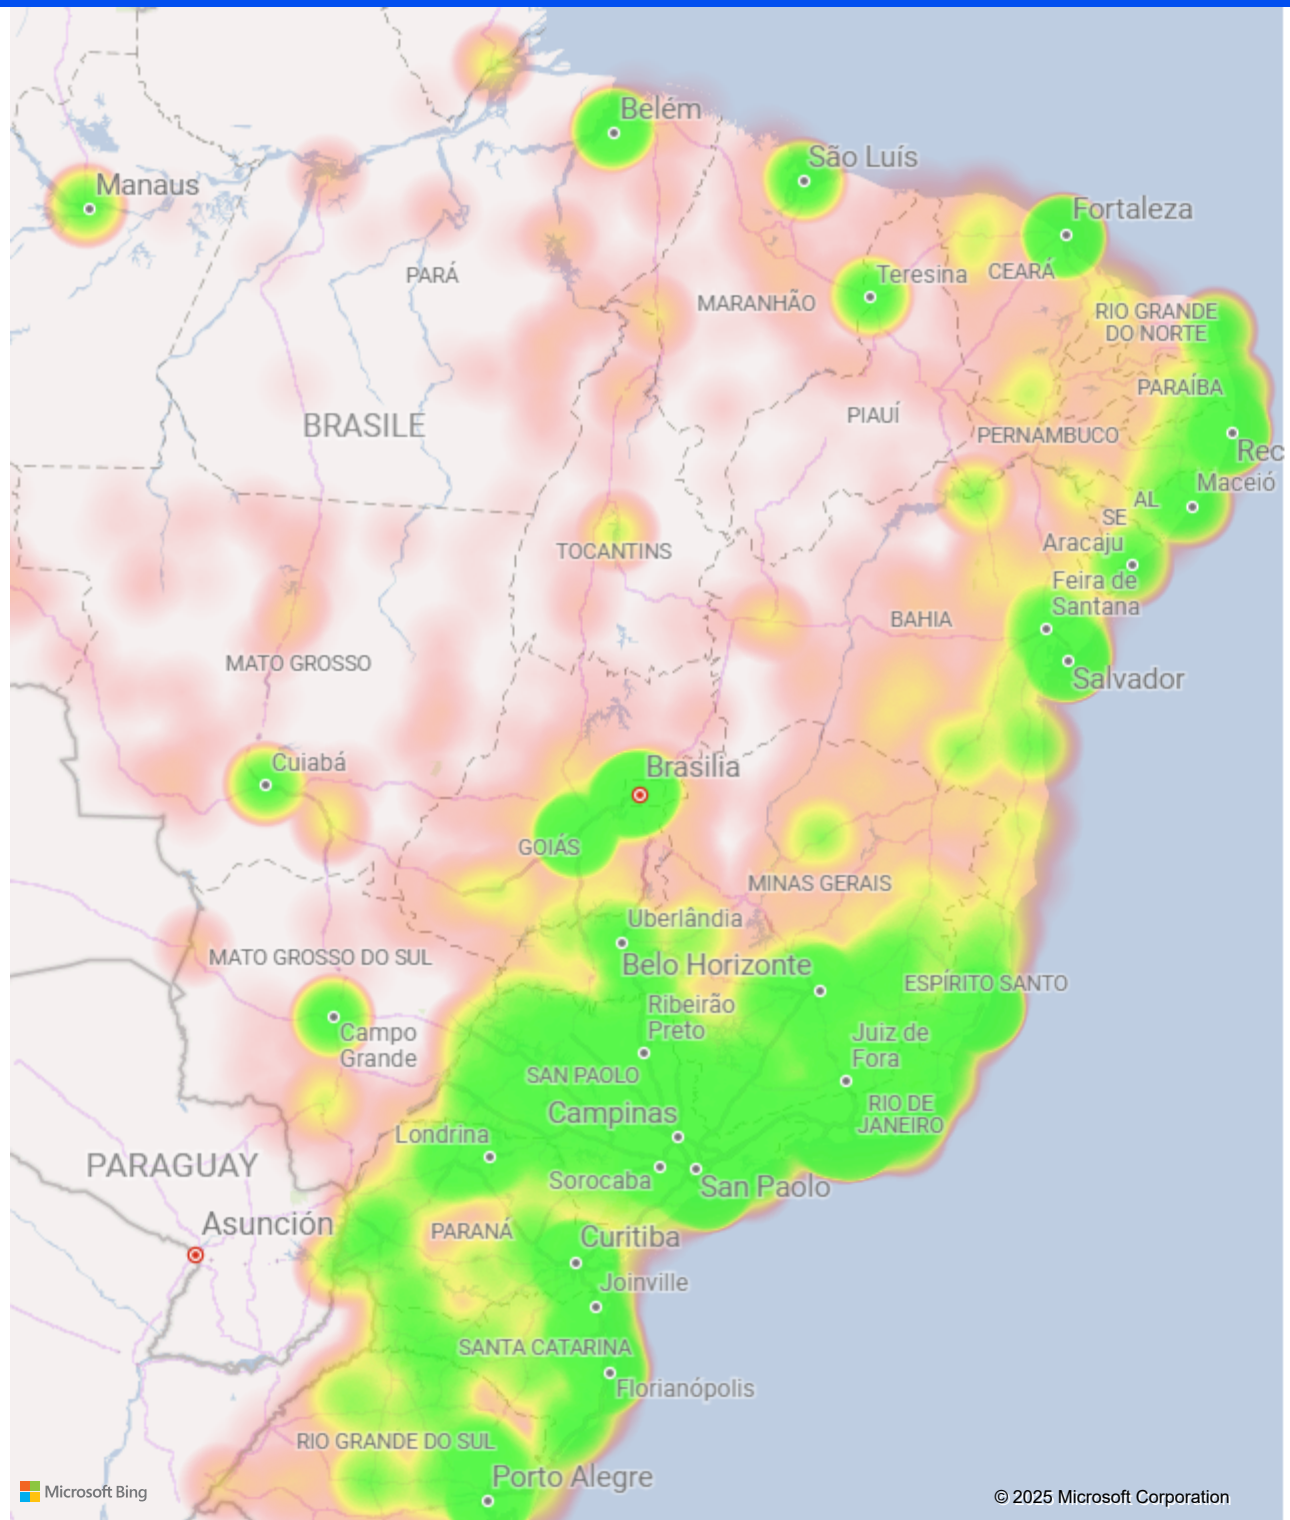 Belém
São Luís
Manaus
Fortaleza
PARÁ
Teresina
CEARÁ
MARANHÃO
RIO GRANDE
DO NORTE
PARAÍBA
BRASILE
PIAUÍ
PERNAMBUCO
Rec
Maceió
AL
SE
Aracaju
TOCANTINS
Feira de
Santana
BAHIA
MATO GROSSO
Salvador
Cuiabá
Brasilia
GOIÁS
MINAS GERAIS
Uberlândia
MATO GROSSO DO SUL
Belo Horizonte
ESPÍRITO SANTO
Ribeirão
Preto
Campo
Grande
Juiz de
Fora
SAN PAOLO
Campinas
RIO DE
JANEIRO
Londrina
PARAGUAY
Sorocaba
San Paolo
Asunción
PARANÁ
Curitiba
Joinville
SANTA CATARINA
Florianópolis
RIO GRANDE DO SUL
Porto Alegre
Microsoft Bing
© 2025 Microsoft Corporation